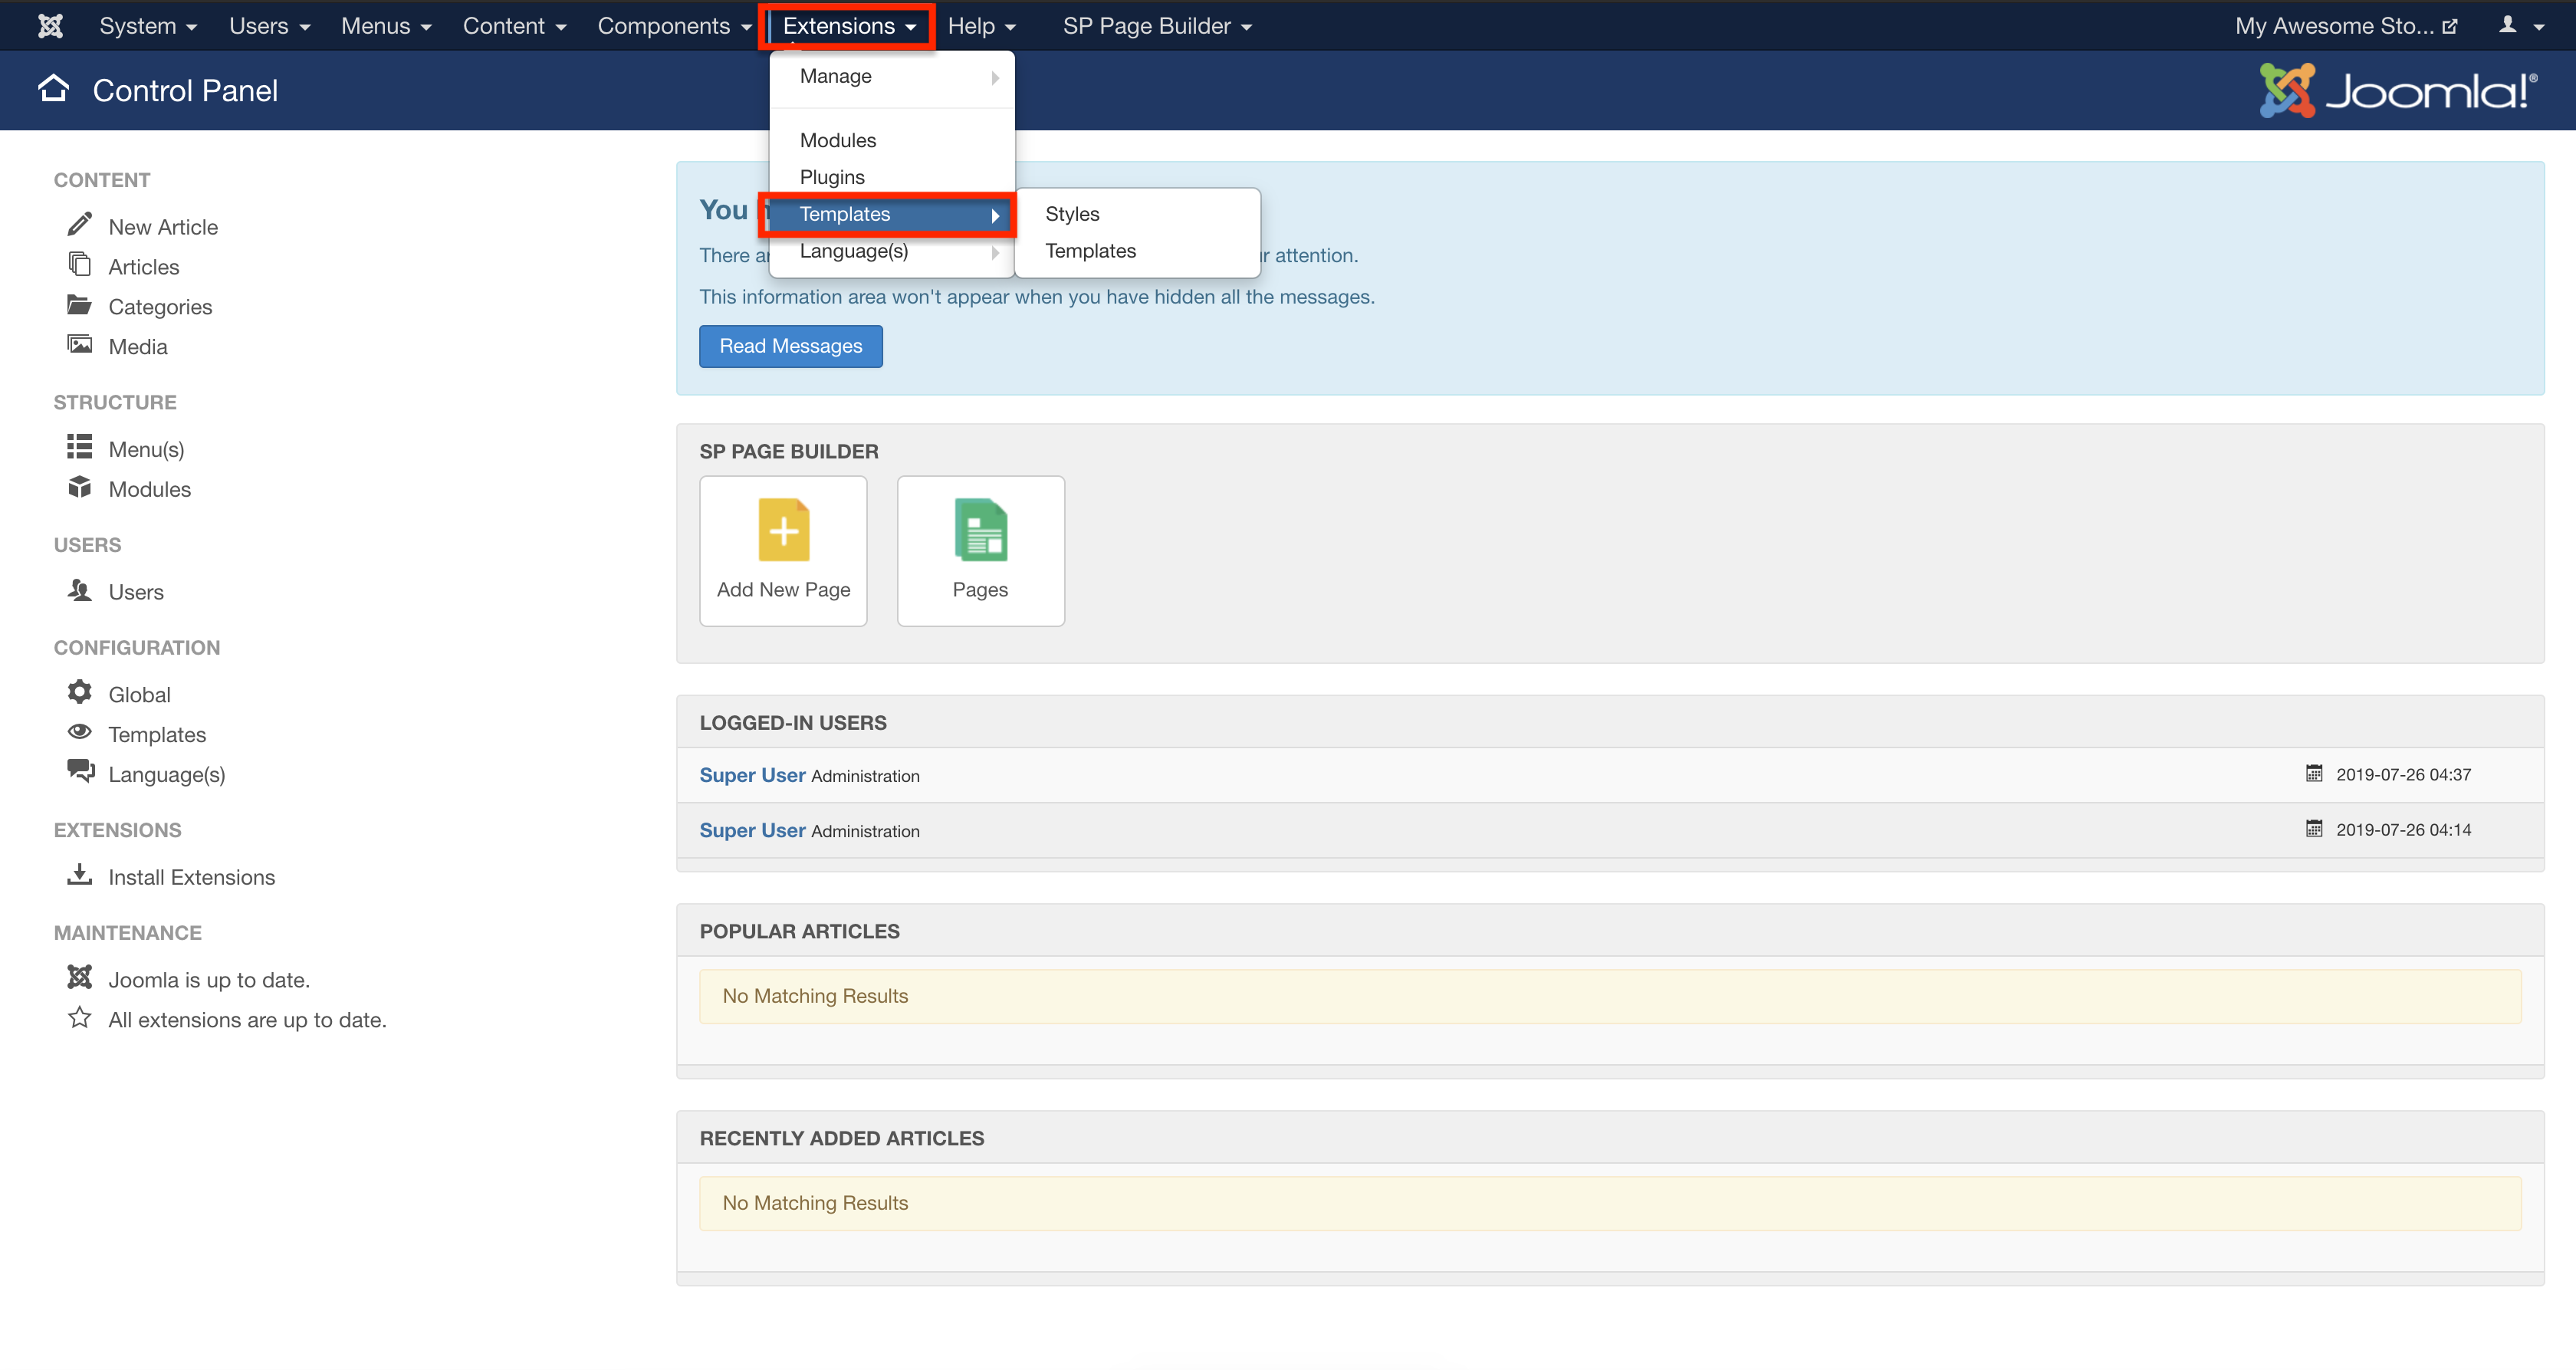 System Users Menus Content Components Extensions Help SP Page Builder My Awesome Sto...
Control Panel
Joomla!®
Manage
Modules
Plugins
Templates
Language(s)
Styles
Templates
CONTENT
New Article
Articles
Categories
Media
STRUCTURE
Menu(s)
Modules
USERS
Users
CONFIGURATION
Global
Templates
Language(s)
EXTENSIONS
Install Extensions
MAINTENANCE
Joomla is up to date.
All extensions are up to date.
You
There attention.
This information area won't appear when you have hidden all the messages.
Read Messages
SP PAGE BUILDER
Add New Page
Pages
LOGGED-IN USERS
Super User Administration 2019-07-26 04:37
Super User Administration 2019-07-26 04:14
POPULAR ARTICLES
No Matching Results
RECENTLY ADDED ARTICLES
No Matching Results